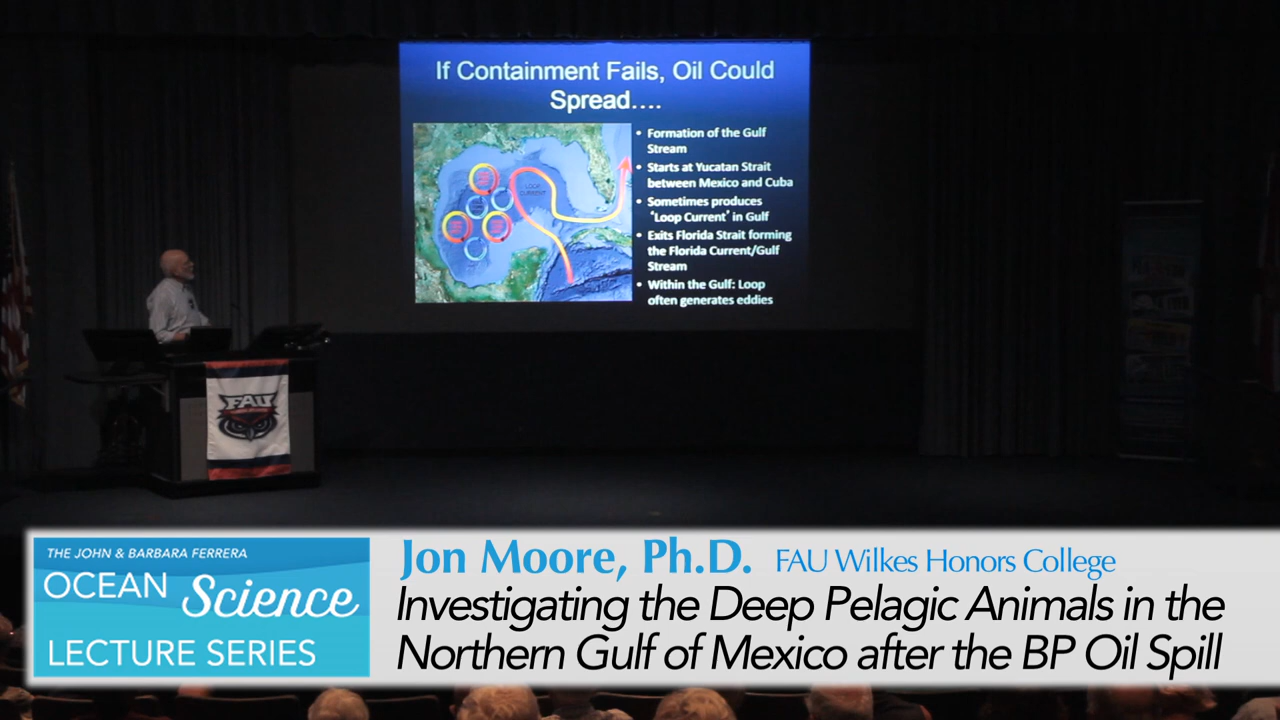 If Containment Fails, Oil Could
Spread....
• Formation of the Gulf
Stream
• Starts at Yucatan Strait
between Mexico and Cuba
• Sometimes produces
'Loop Current' in Gulf
• Exits Florida Strait forming
the Florida Current/Gulf
Stream
• Within the Gulf: Loop
often generates eddies
LOOP
CURRENT
FAU
THE JOHN & BARBARA FERRERA
OCEAN Science
LECTURE SERIES
Jon Moore, Ph.D. FAU Wilkes Honors College
Investigating the Deep Pelagic Animals in the
Northern Gulf of Mexico after the BP Oil Spill